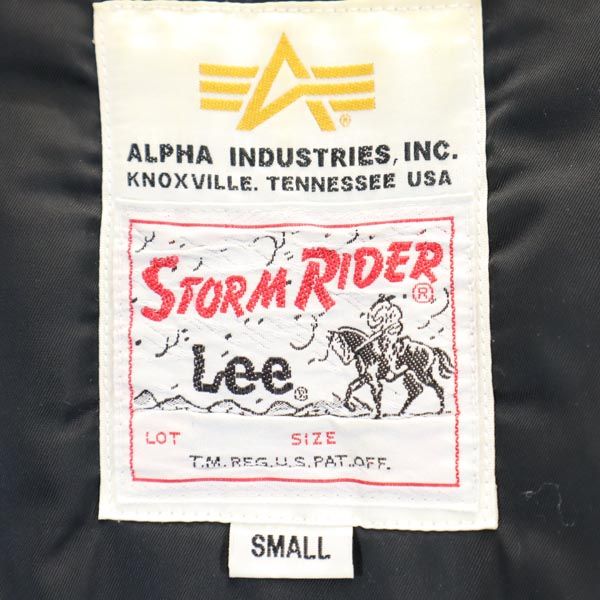 ®
ALPHA INDUSTRIES, INC.
KNOXVILLE. TENNESSEE USA
STORM RIDER ®
Lee ®
LOT SIZE
T.M.REG.U.S.PAT.OFF.
SMALL